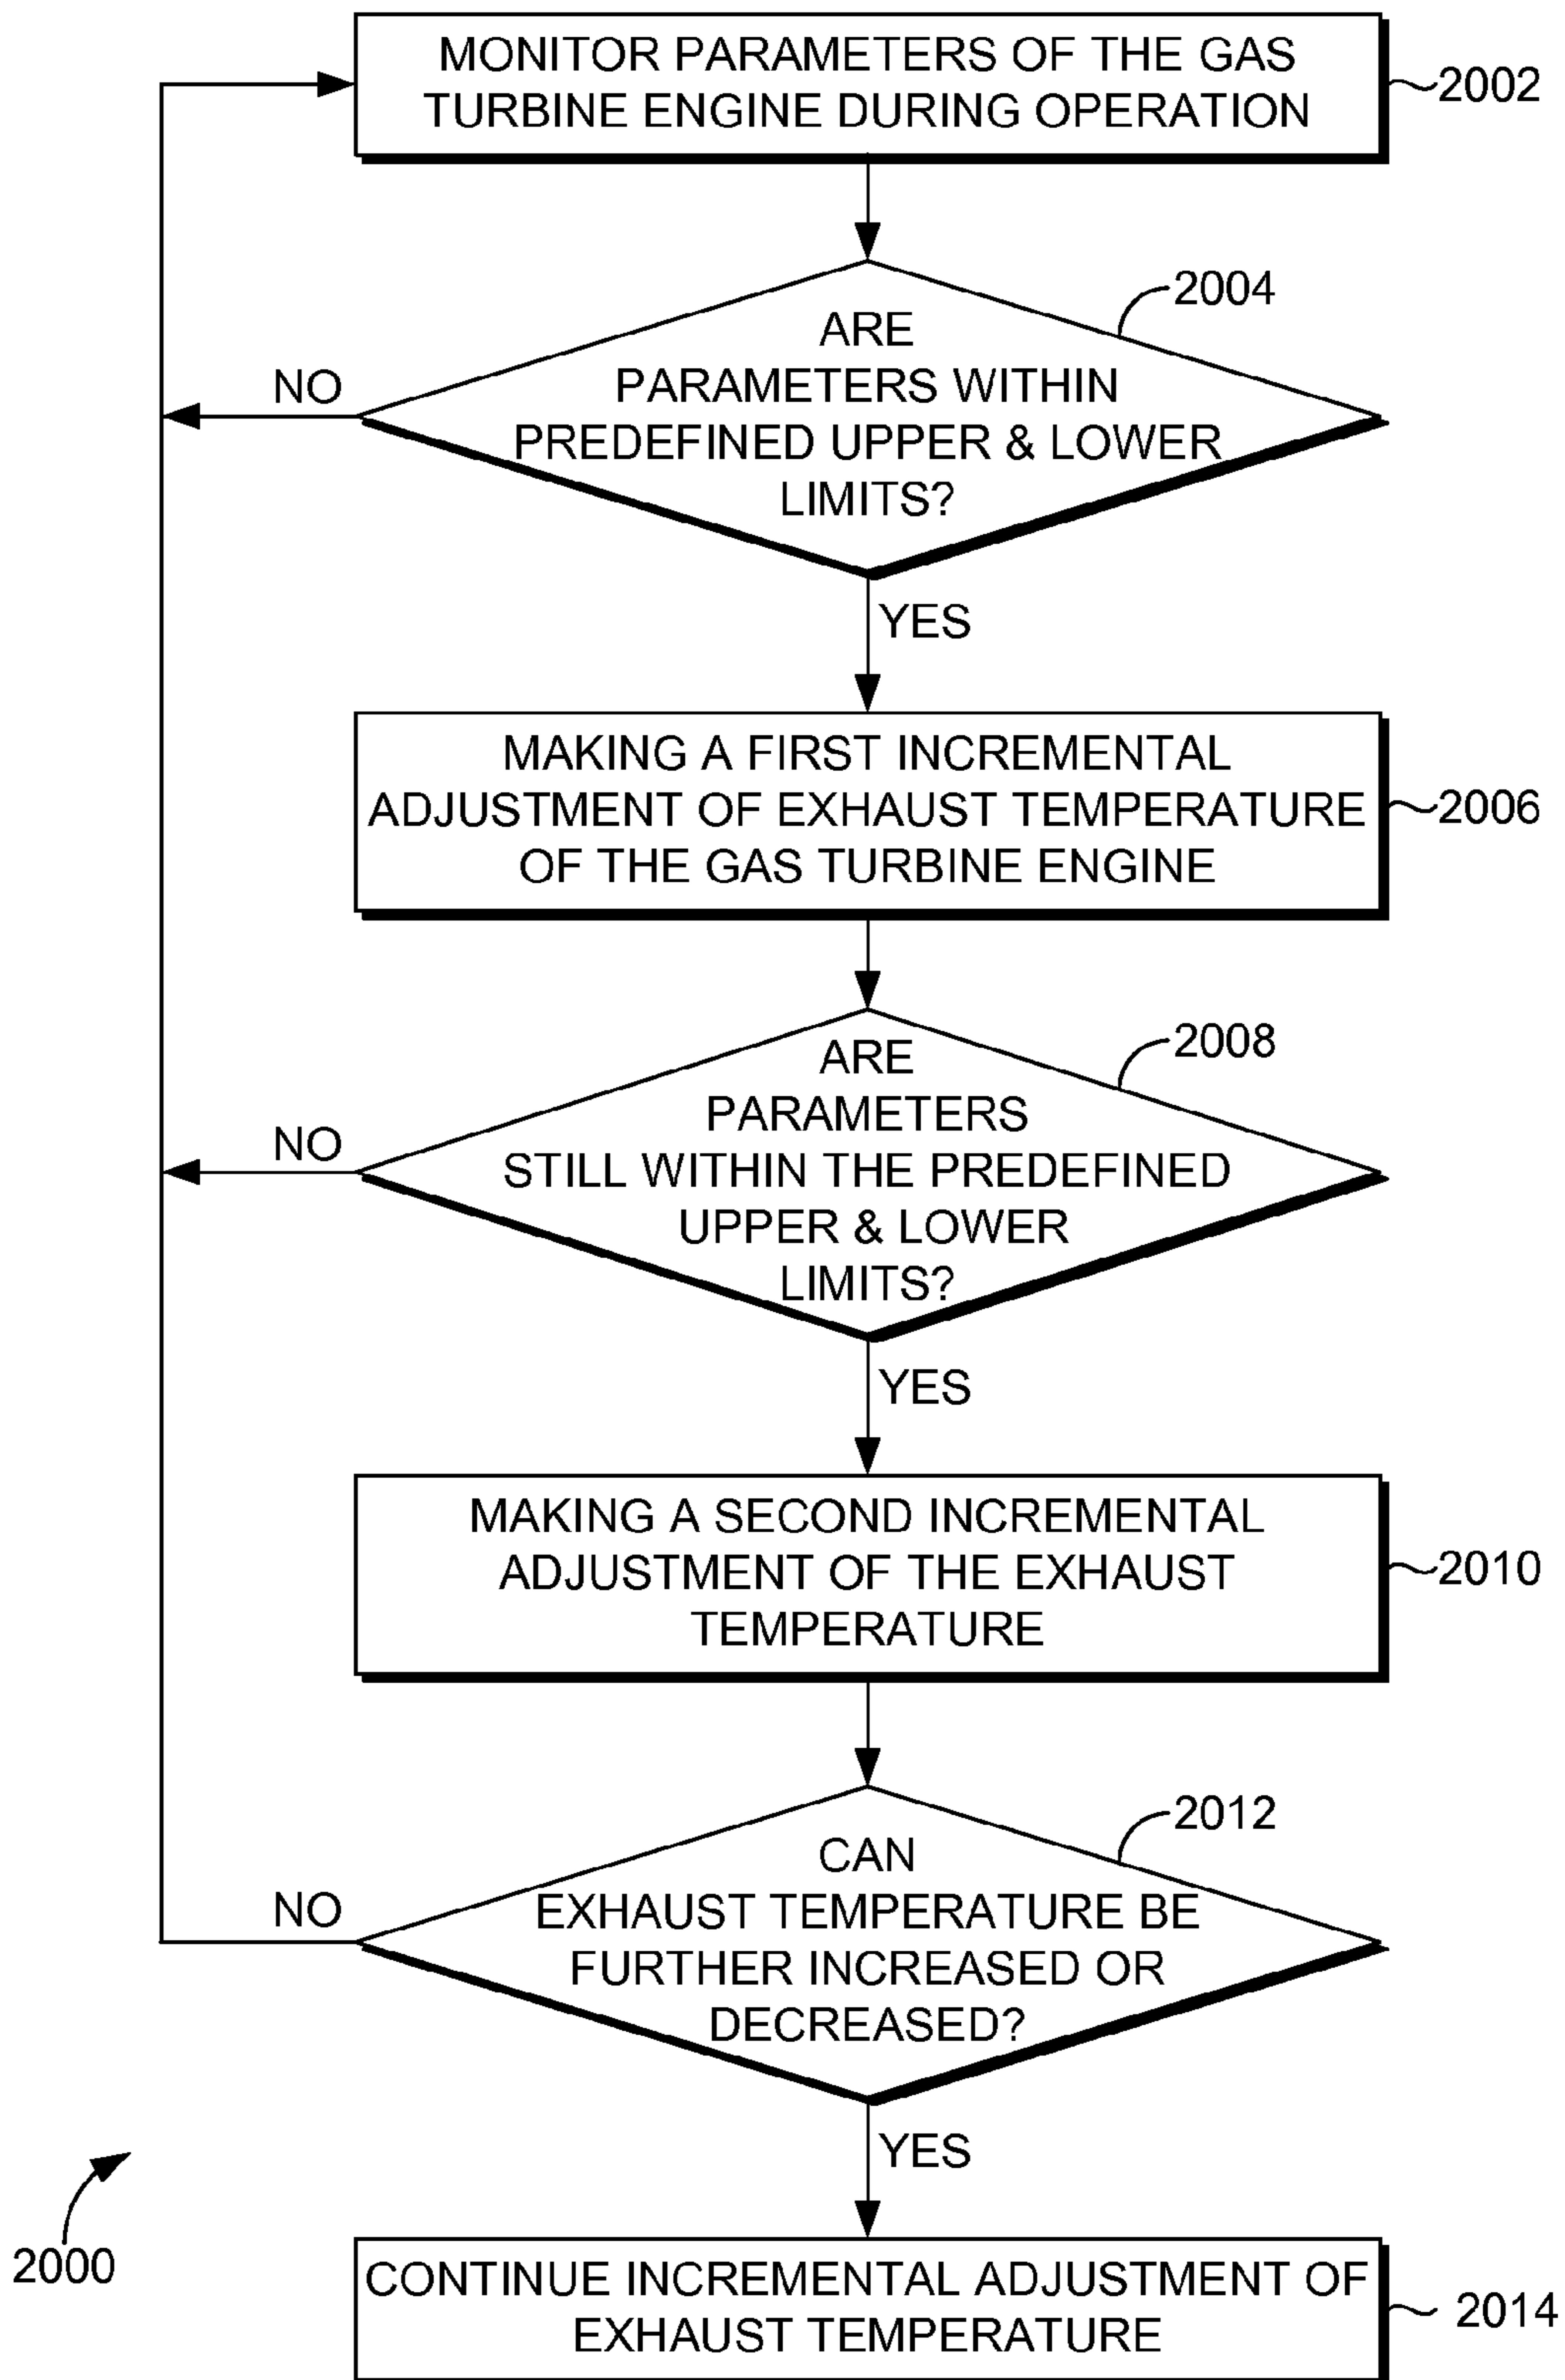 MONITOR PARAMETERS OF THE GAS
TURBINE ENGINE DURING OPERATION
2002
2004
ARE
PARAMETERS WITHIN
PREDEFINED UPPER & LOWER
LIMITS?
NO
YES
MAKING A FIRST INCREMENTAL
ADJUSTMENT OF EXHAUST TEMPERATURE
OF THE GAS TURBINE ENGINE
2006
2008
ARE
PARAMETERS
STILL WITHIN THE PREDEFINED
UPPER & LOWER
LIMITS?
NO
YES
MAKING A SECOND INCREMENTAL
ADJUSTMENT OF THE EXHAUST
TEMPERATURE
2010
2012
CAN
EXHAUST TEMPERATURE BE
FURTHER INCREASED OR
DECREASED?
NO
YES
2000
CONTINUE INCREMENTAL ADJUSTMENT OF
EXHAUST TEMPERATURE
2014